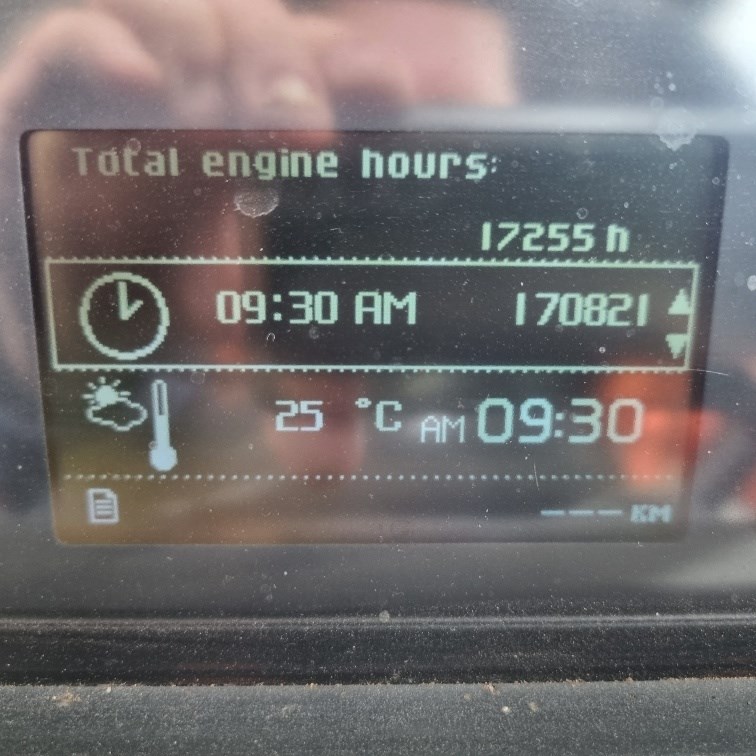 Total engine hours:
17255 h
09:30 AM 170821
25 °C AM 09:30
--- KM